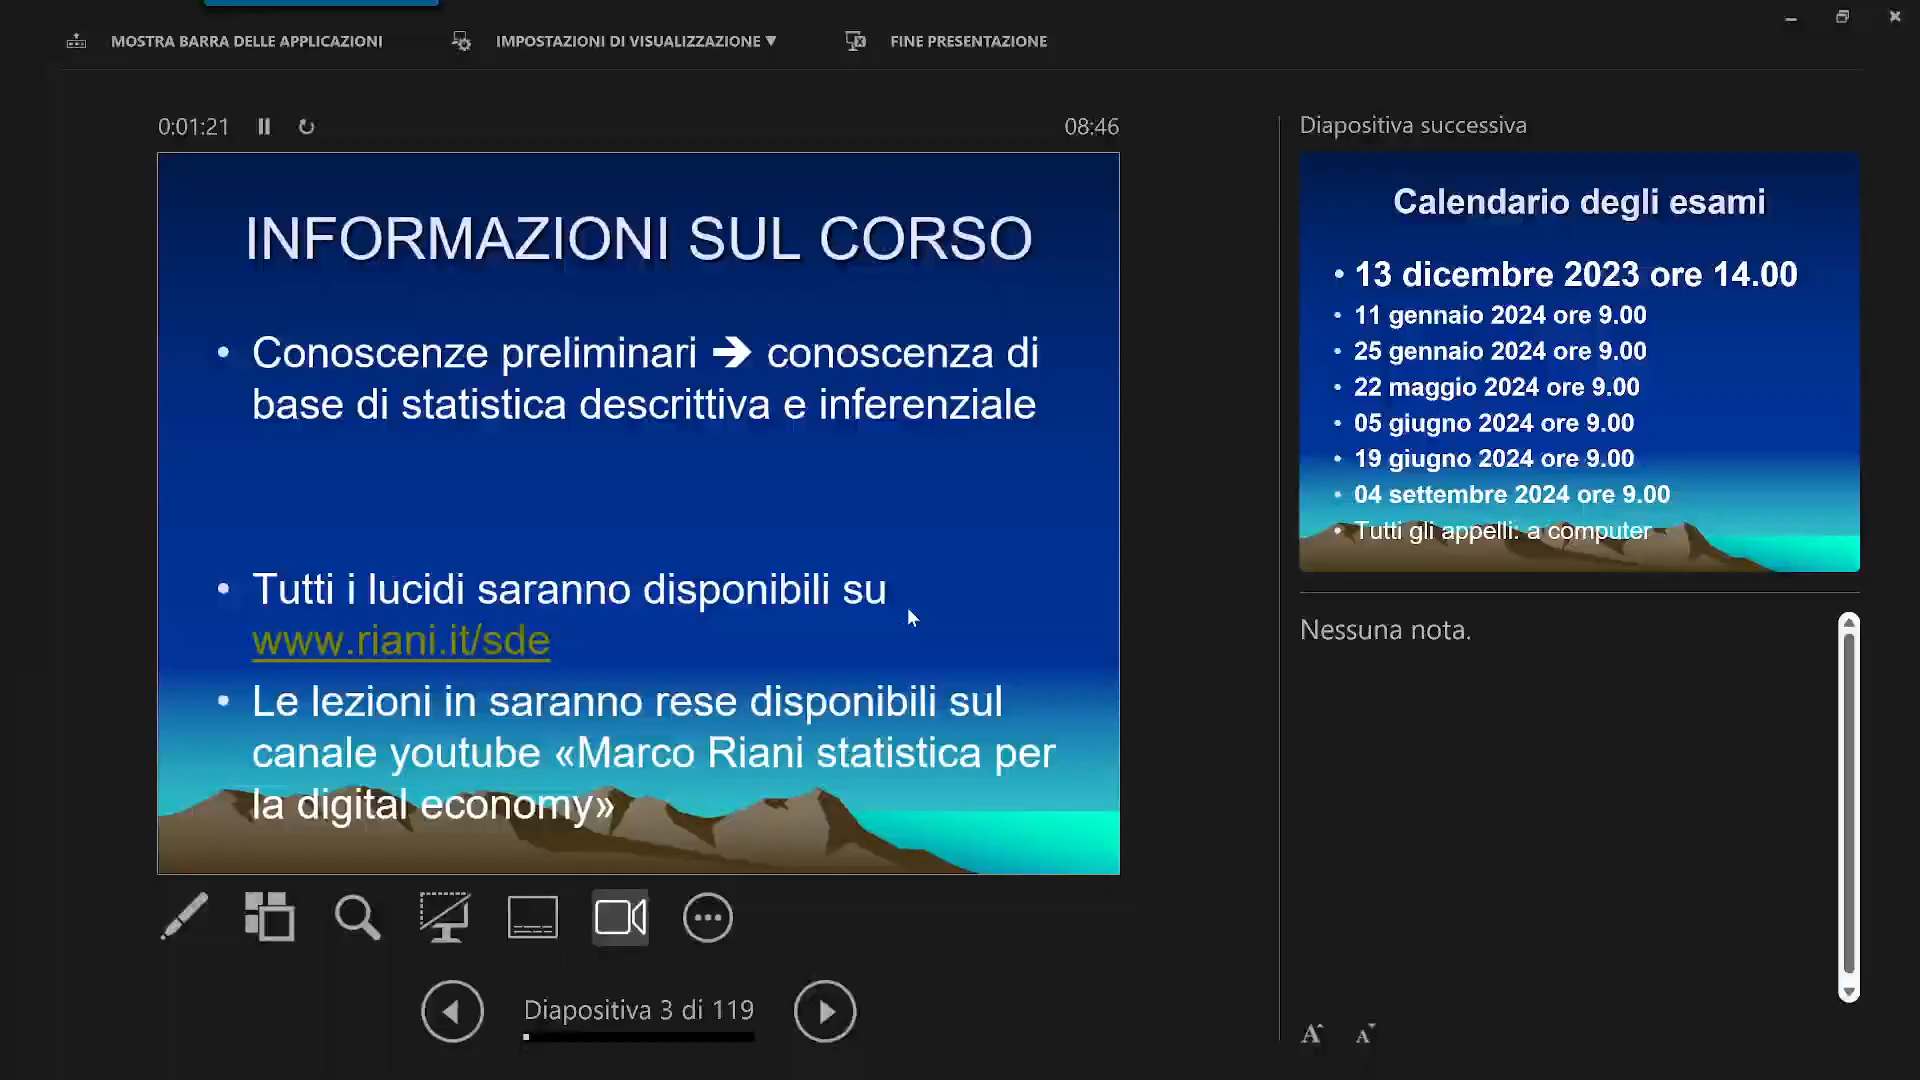 MOSTRA BARRA DELLE APPLICAZIONI
IMPOSTAZIONI DI VISUALIZZAZIONE ▼
FINE PRESENTAZIONE
0:01:21
08:46
INFORMAZIONI SUL CORSO
• Conoscenze preliminari ➔ conoscenza di
base di statistica descrittiva e inferenziale
• Tutti i lucidi saranno disponibili su
www.riani.it/sde
• Le lezioni in saranno rese disponibili sul
canale youtube «Marco Riani statistica per
la digital economy»
Diapositiva 3 di 119
Diapositiva successiva
Calendario degli esami
• 13 dicembre 2023 ore 14.00
• 11 gennaio 2024 ore 9.00
• 25 gennaio 2024 ore 9.00
• 22 maggio 2024 ore 9.00
• 05 giugno 2024 ore 9.00
• 19 giugno 2024 ore 9.00
• 04 settembre 2024 ore 9.00
• Tutti gli appelli: a computer
Nessuna nota.
A A